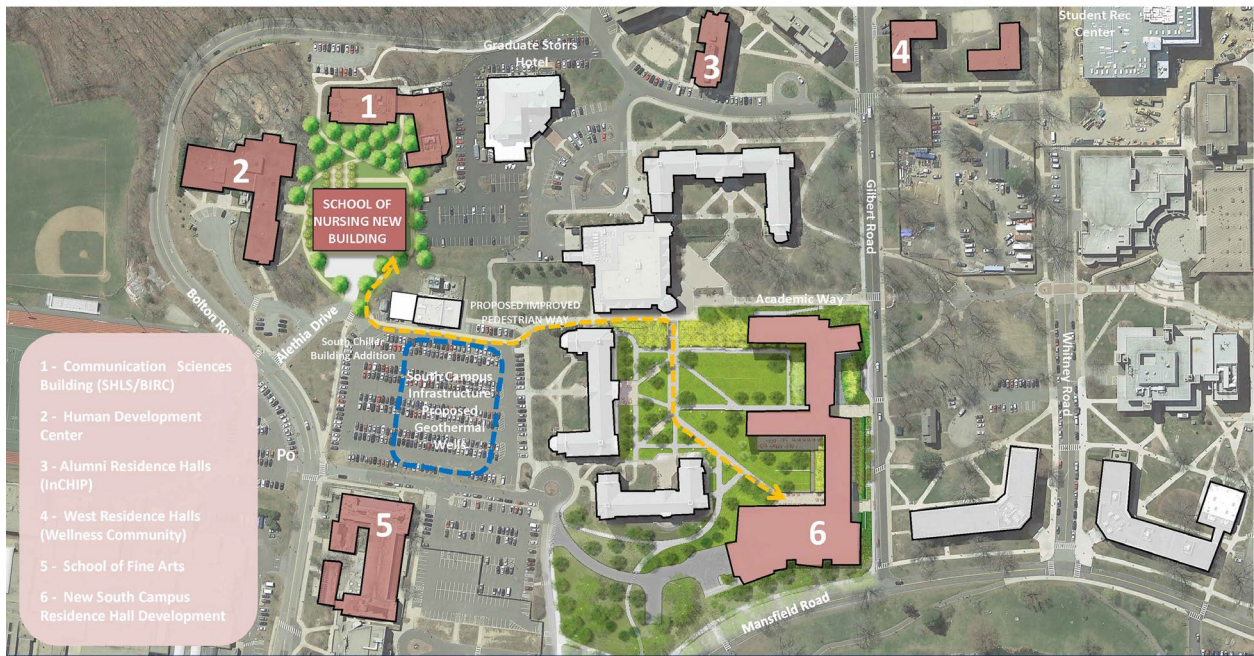 Student Rec
Center
Graduate Storrs
Hotel
4
3
1
2
SCHOOL OF
NURSING NEW
BUILDING
Gilbert Road
Bolton Ro
Alethia Drive
PROPOSED IMPROVED
PEDESTRIAN WAY
Academic Way
South Chiller
Building Addition
South Campus
Infrastructure
Proposed
Geothermal
Wells
Whitney Road
Po
5
6
Mansfield Road
1 - Communication Sciences
Building (SHLS/BIRC)
2 - Human Development
Center
3 - Alumni Residence Halls
(InCHIP)
4 - West Residence Halls
(Wellness Community)
5 - School of Fine Arts
6 - New South Campus
Residence Hall Development